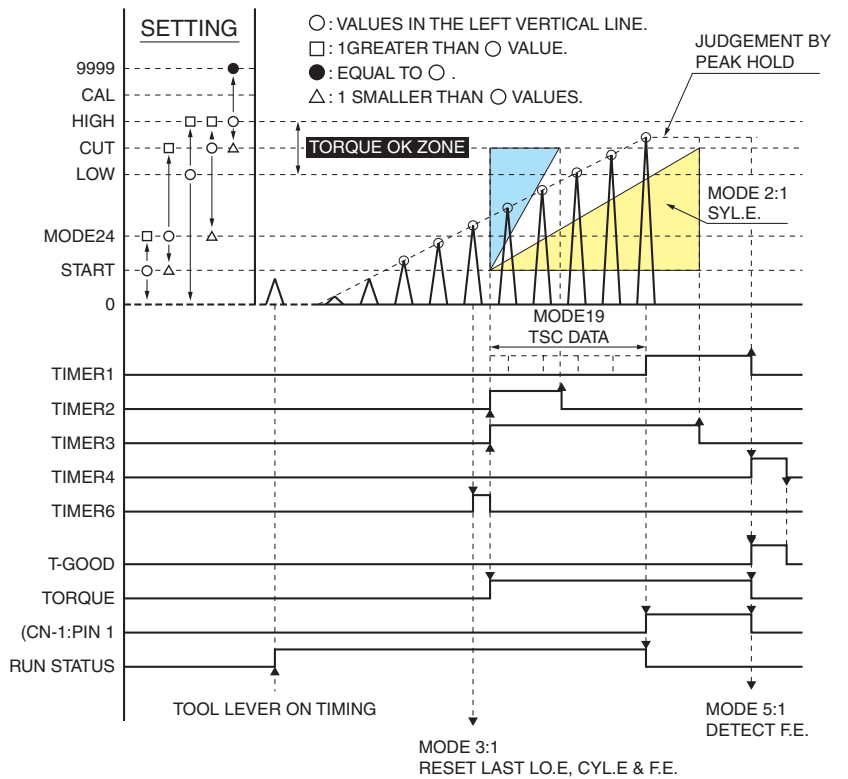 SETTING
○: VALUES IN THE LEFT VERTICAL LINE.
□: 1GREATER THAN ○ VALUE.
●: EQUAL TO ○ .
△: 1 SMALLER THAN ○ VALUES.
JUDGEMENT BY
PEAK HOLD
9999
CAL
HIGH
CUT
TORQUE OK ZONE
LOW
MODE 2:1
SYL.E.
MODE24
START
0
MODE19
TSC DATA
TIMER1
TIMER2
TIMER3
TIMER4
TIMER6
T-GOOD
TORQUE
(CN-1:PIN 1
RUN STATUS
TOOL LEVER ON TIMING
MODE 5:1
DETECT F.E.
MODE 3:1
RESET LAST LO.E, CYL.E & F.E.